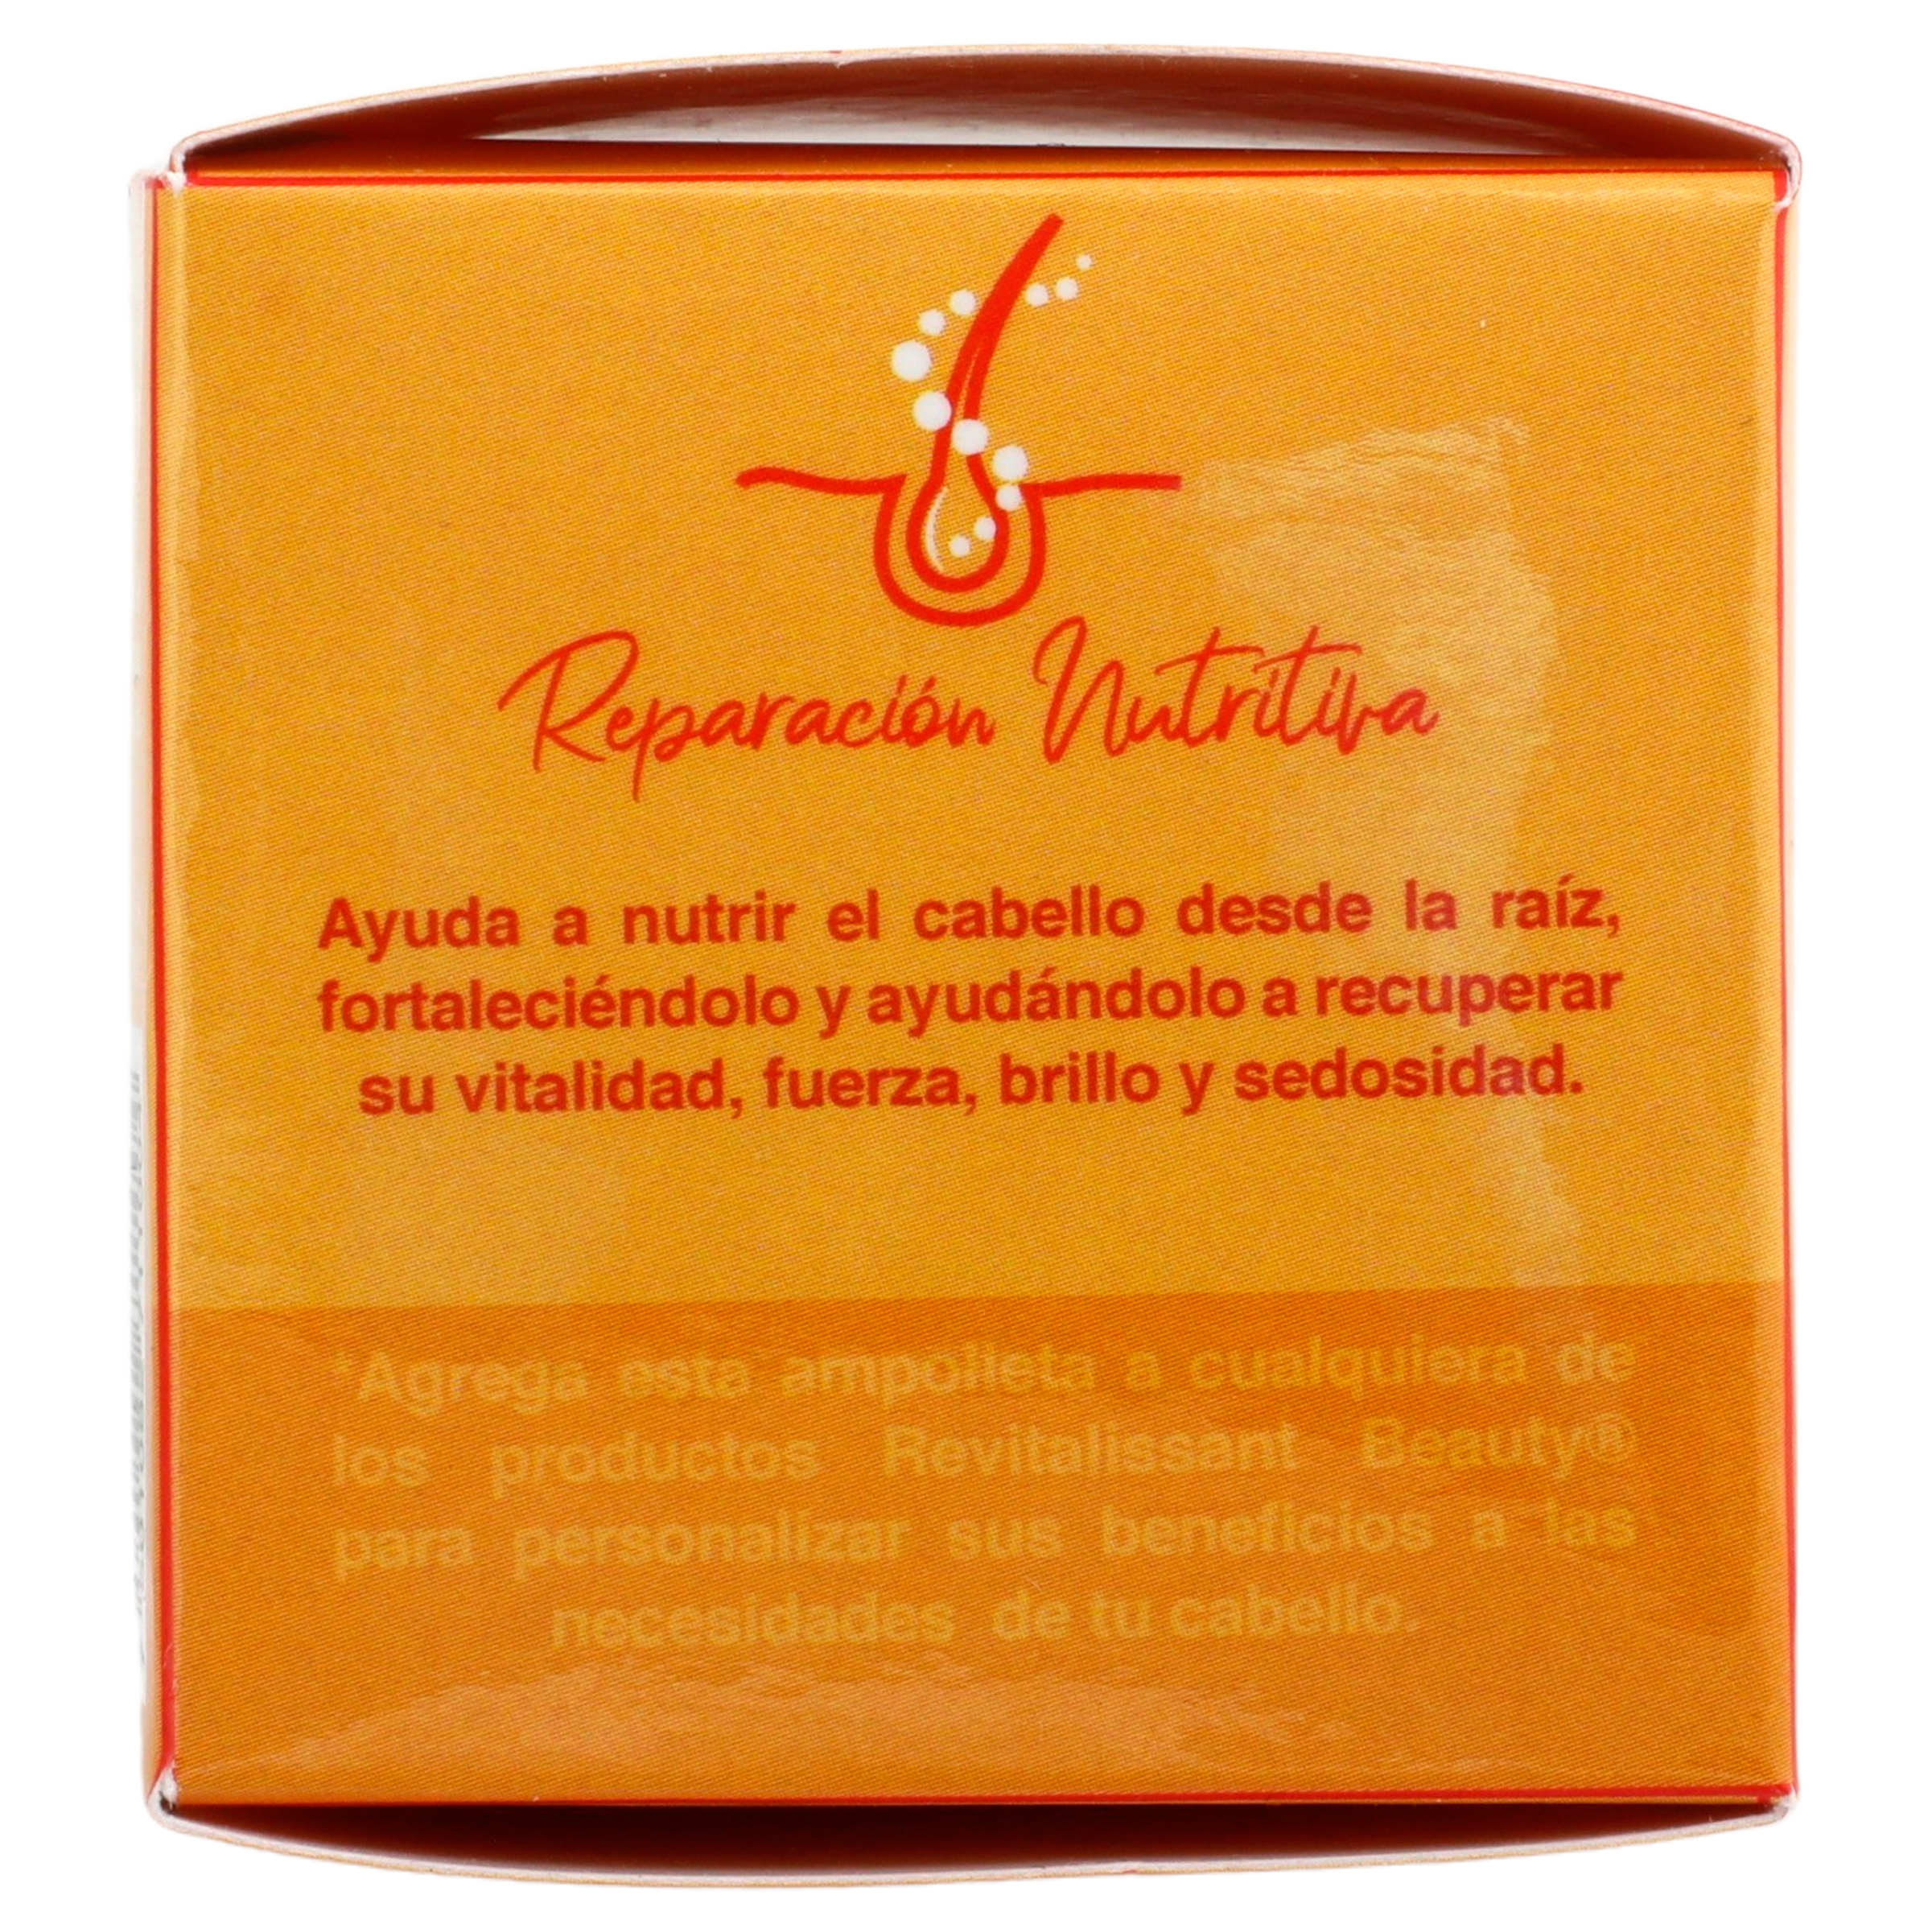 Reparación Nutritiva
Ayuda a nutrir el cabello desde la raíz,
fortaleciéndolo y ayudándolo a recuperar
su vitalidad, fuerza, brillo y sedosidad.
*Agrega esta ampolleta a cualquiera de
los productos Revitalissant Beauty®
para personalizar sus beneficios a las
necesidades de tu cabello.